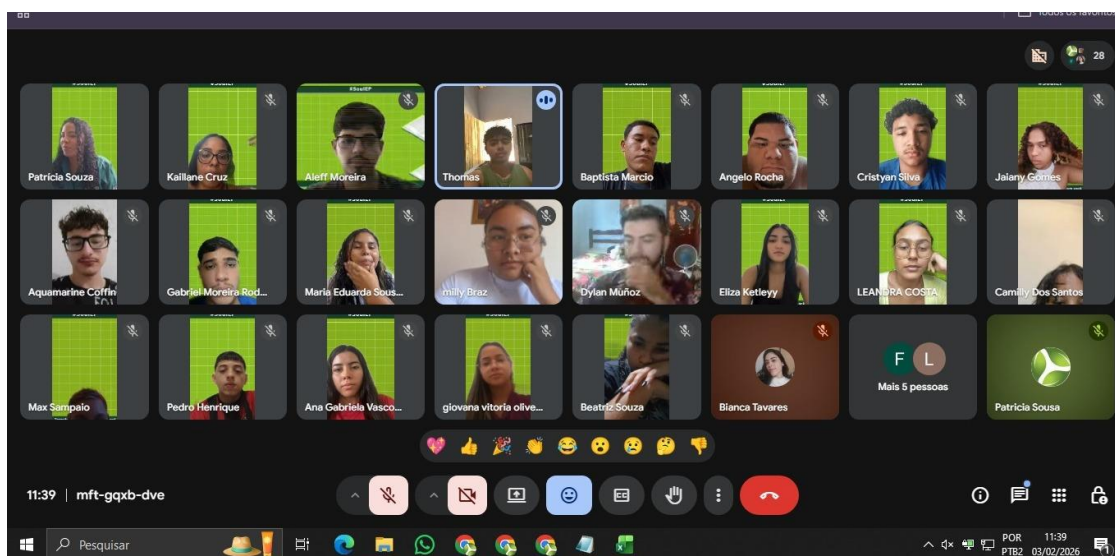 Todos os favoritos
28
#SouIEP
Patrícia Souza
Kaillane Cruz
Aleff Moreira
Thomas
Baptista Marcio
Angelo Rocha
Cristyan Silva
Jaiany Gomes
Aquamarine Coffin
Gabriel Moreira Rod...
Maria Eduarda Sous...
milly Braz
Dylan Muñoz
Eliza Ketleyy
LEANDRA COSTA
Camilly Dos Santos
F L
Mais 5 pessoas
Max Sampaio
Pedro Henrique
Ana Gabriela Vasco...
giovana vitoria olive...
Beatriz Souza
Bianca Tavares
Patricia Sousa
11:39 | mft-gqxb-dve
CC
Pesquisar
POR
PTB2
11:39
03/02/2026